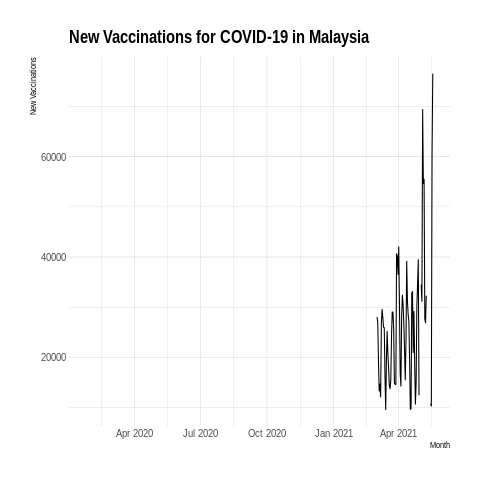 New Vaccinations for COVID-19 in Malaysia
New Vaccinations
60000
40000
20000
Apr 2020 Jul 2020 Oct 2020 Jan 2021 Apr 2021
Month